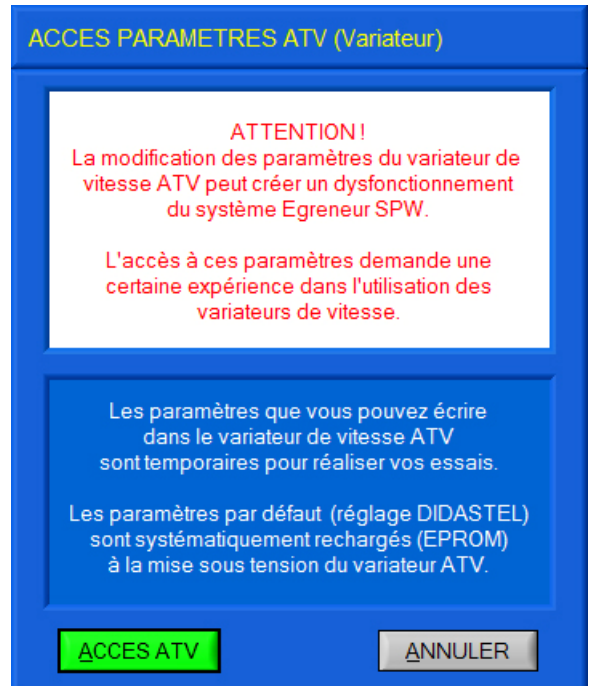 ACCES PARAMETRES ATV (Variateur)
ATTENTION !
La modification des paramètres du variateur de
vitesse ATV peut créer un dysfonctionnement
du système Egreneur SPW.
L'accès à ces paramètres demande une
certaine expérience dans l'utilisation des
variateurs de vitesse.
Les paramètres que vous pouvez écrire
dans le variateur de vitesse ATV
sont temporaires pour réaliser vos essais.
Les paramètres par défaut (réglage DIDASTEL)
sont systématiquement rechargés (EPROM)
à la mise sous tension du variateur ATV.
ACCES ATV
ANNULER